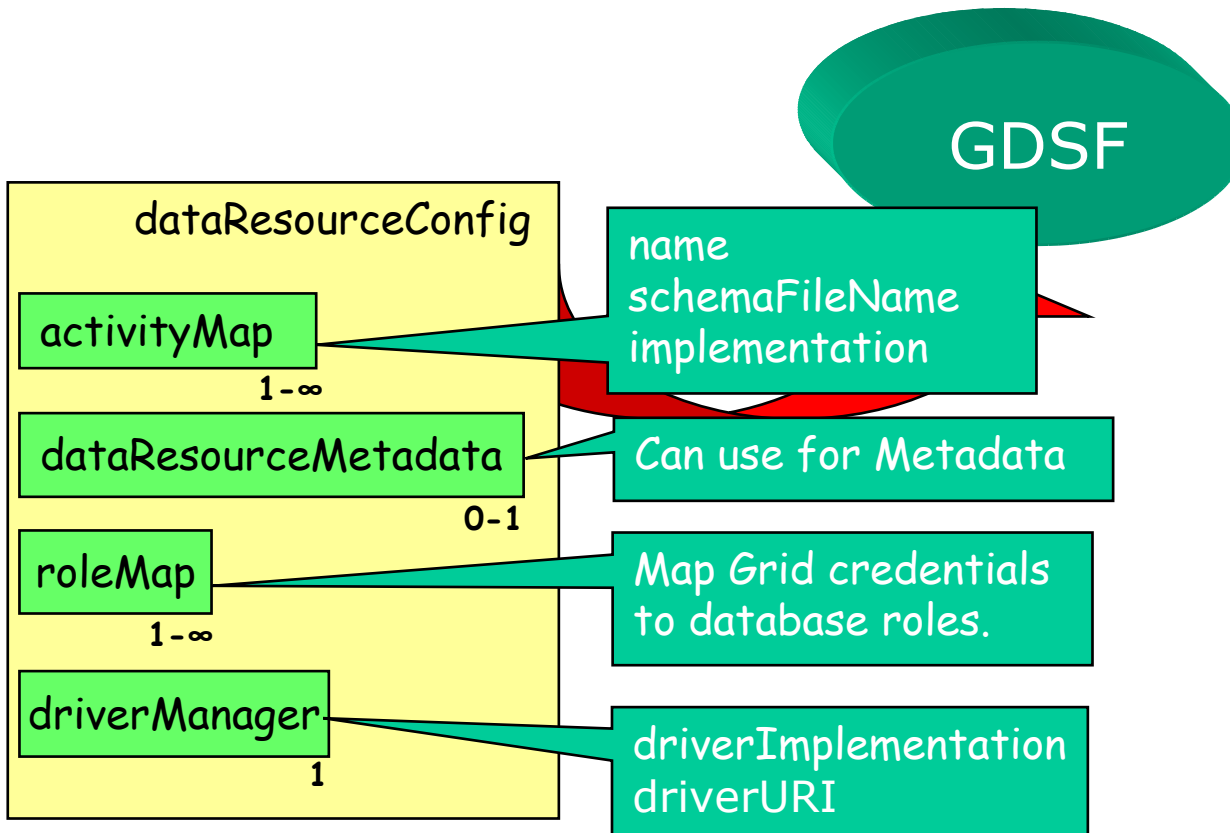 GDSF
dataResourceConfig
name
schemaFileName
implementation
activityMap
1-∞
dataResourceMetadata
0-1
Can use for Metadata
roleMap
1-∞
Map Grid credentials
to database roles.
driverManager
1
driverImplementation
driverURI